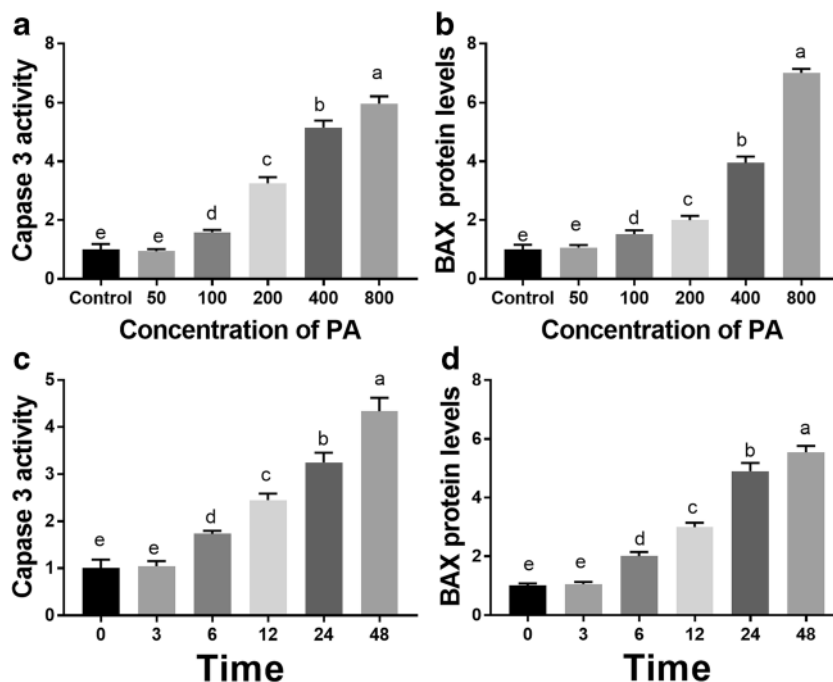 a
Capase 3 activity
8
6
4
2
0
e
e
d
c
b
a
Control 50 100 200 400 800
Concentration of PA
b
BAX protein levels
8
6
4
2
0
e
e
d
c
b
a
Control 50 100 200 400 800
Concentration of PA
c
Capase 3 activity
5
4
3
2
1
0
e
e
d
c
b
a
0 3 6 12 24 48
Time
d
BAX protein levels
8
6
4
2
0
e
e
d
c
b
a
0 3 6 12 24 48
Time